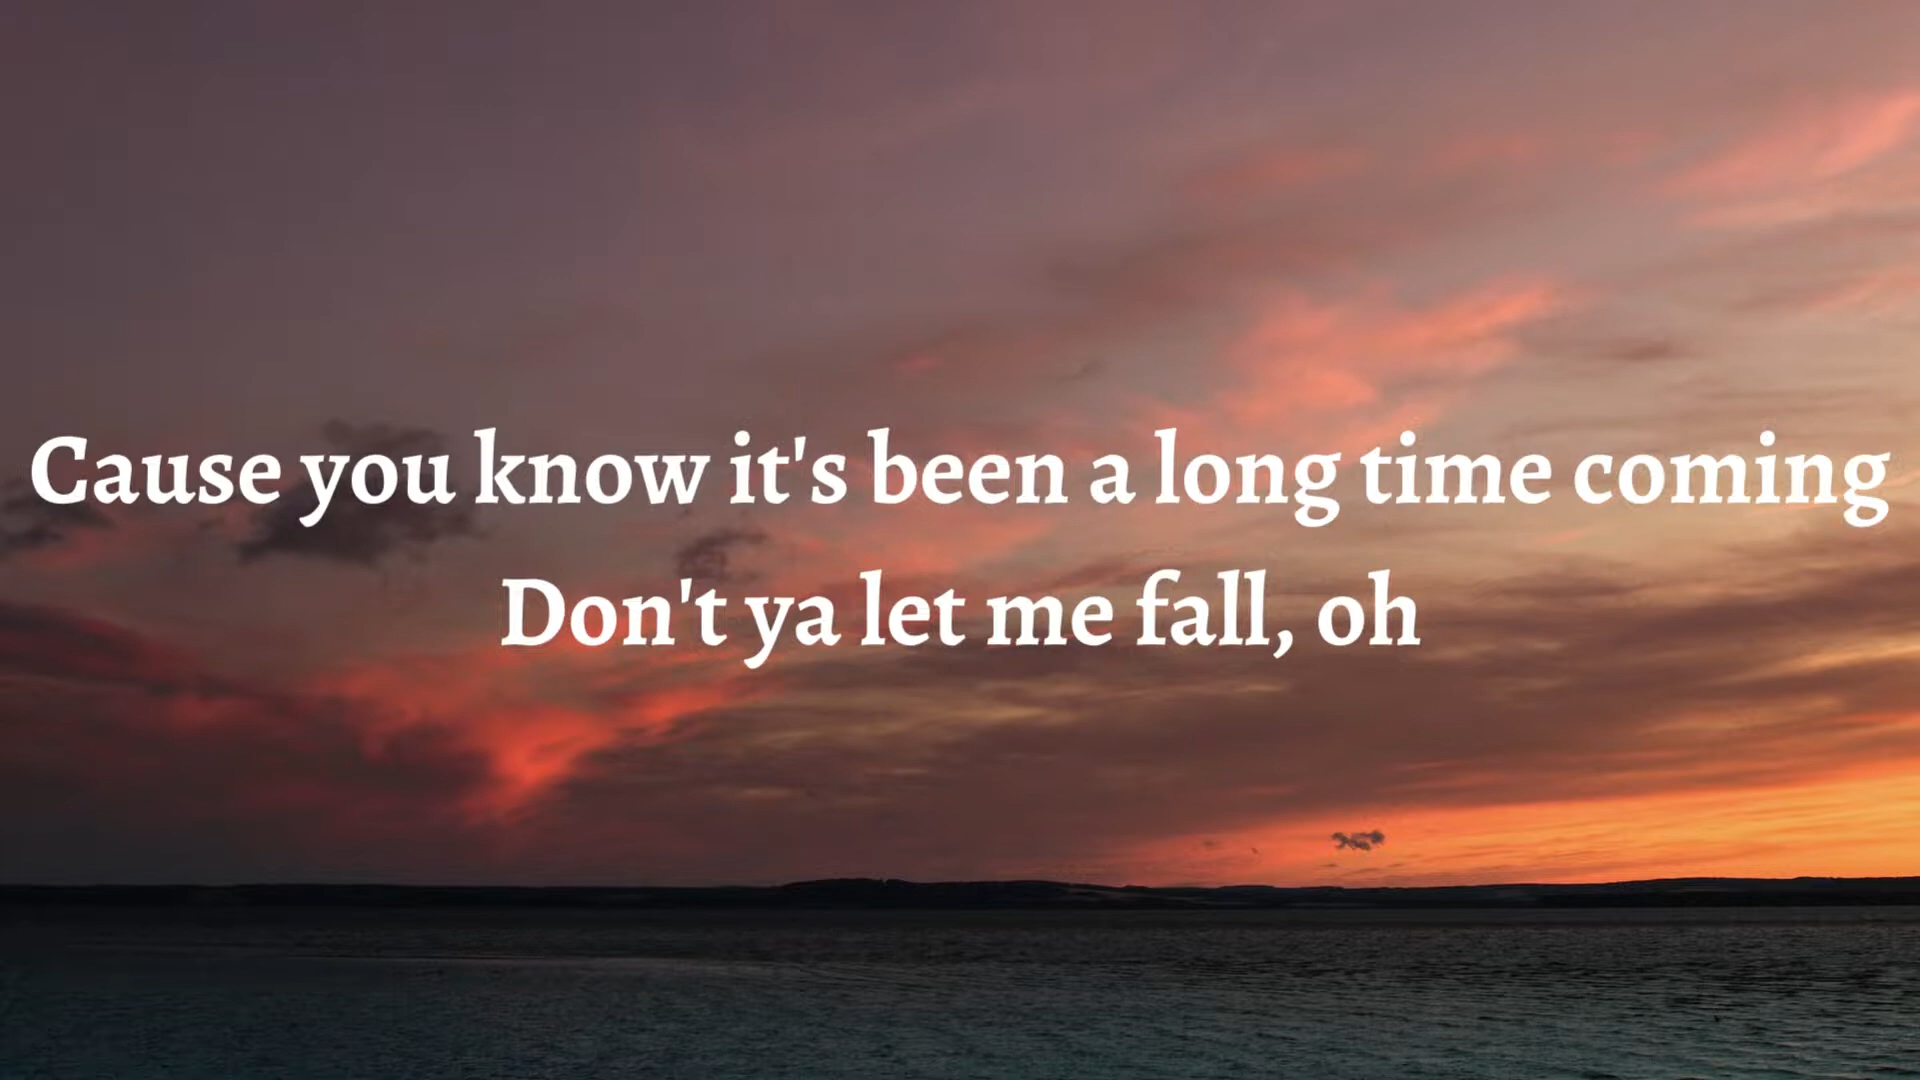 Cause you know it's been a long time coming
Don't ya let me fall, oh